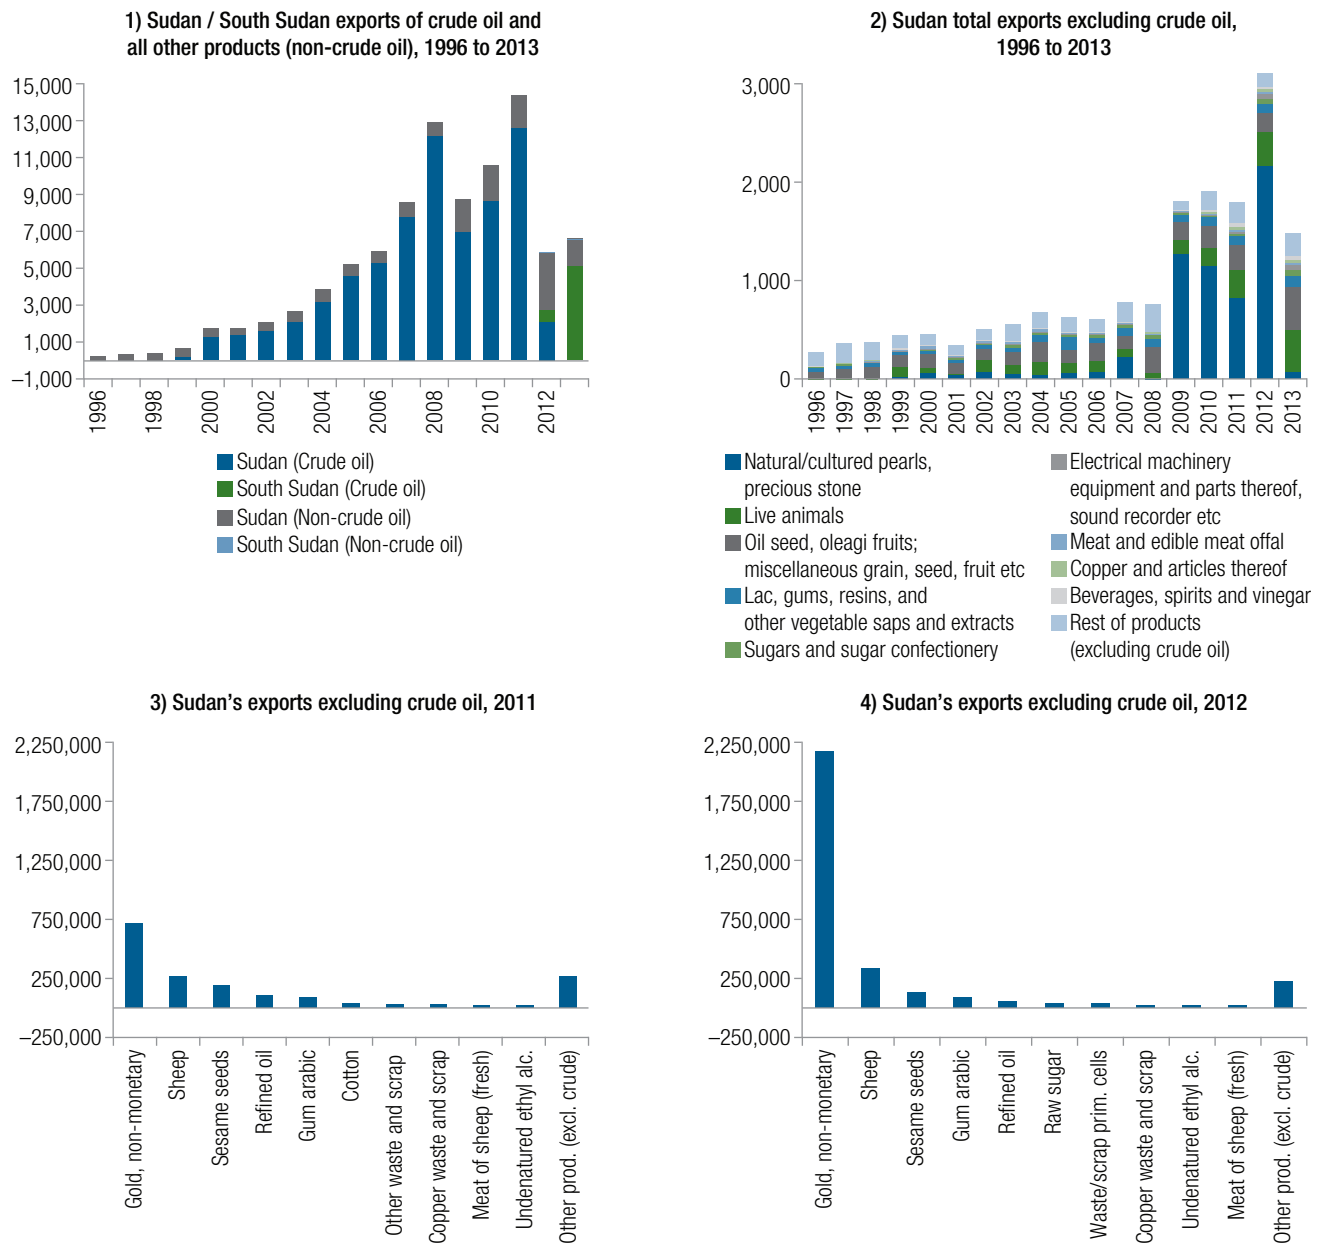 1) Sudan / South Sudan exports of crude oil and
all other products (non-crude oil), 1996 to 2013
15,000
13,000
11,000
9,000
7,000
5,000
3,000
1,000
–1,000
1996
1998
2000
2002
2004
2006
2008
2010
2012
Sudan (Crude oil)
South Sudan (Crude oil)
Sudan (Non-crude oil)
South Sudan (Non-crude oil)
2) Sudan total exports excluding crude oil,
1996 to 2013
3,000
2,000
1,000
0
1996
1997
1998
1999
2000
2001
2002
2003
2004
2005
2006
2007
2008
2009
2010
2011
2012
2013
Natural/cultured pearls,
precious stone
Live animals
Oil seed, oleagi fruits;
miscellaneous grain, seed, fruit etc
Lac, gums, resins, and
other vegetable saps and extracts
Sugars and sugar confectionery
Electrical machinery
equipment and parts thereof,
sound recorder etc
Meat and edible meat offal
Copper and articles thereof
Beverages, spirits and vinegar
Rest of products
(excluding crude oil)
3) Sudan’s exports excluding crude oil, 2011
2,250,000
1,750,000
1,250,000
750,000
250,000
–250,000
Gold, non-monetary
Sheep
Sesame seeds
Refined oil
Gum arabic
Cotton
Other waste and scrap
Copper waste and scrap
Meat of sheep (fresh)
Undenatured ethyl alc.
Other prod. (excl. crude)
4) Sudan’s exports excluding crude oil, 2012
2,250,000
1,750,000
1,250,000
750,000
250,000
–250,000
Gold, non-monetary
Sheep
Sesame seeds
Gum arabic
Refined oil
Raw sugar
Waste/scrap prim. cells
Copper waste and scrap
Undenatured ethyl alc.
Meat of sheep (fresh)
Other prod. (excl. crude)